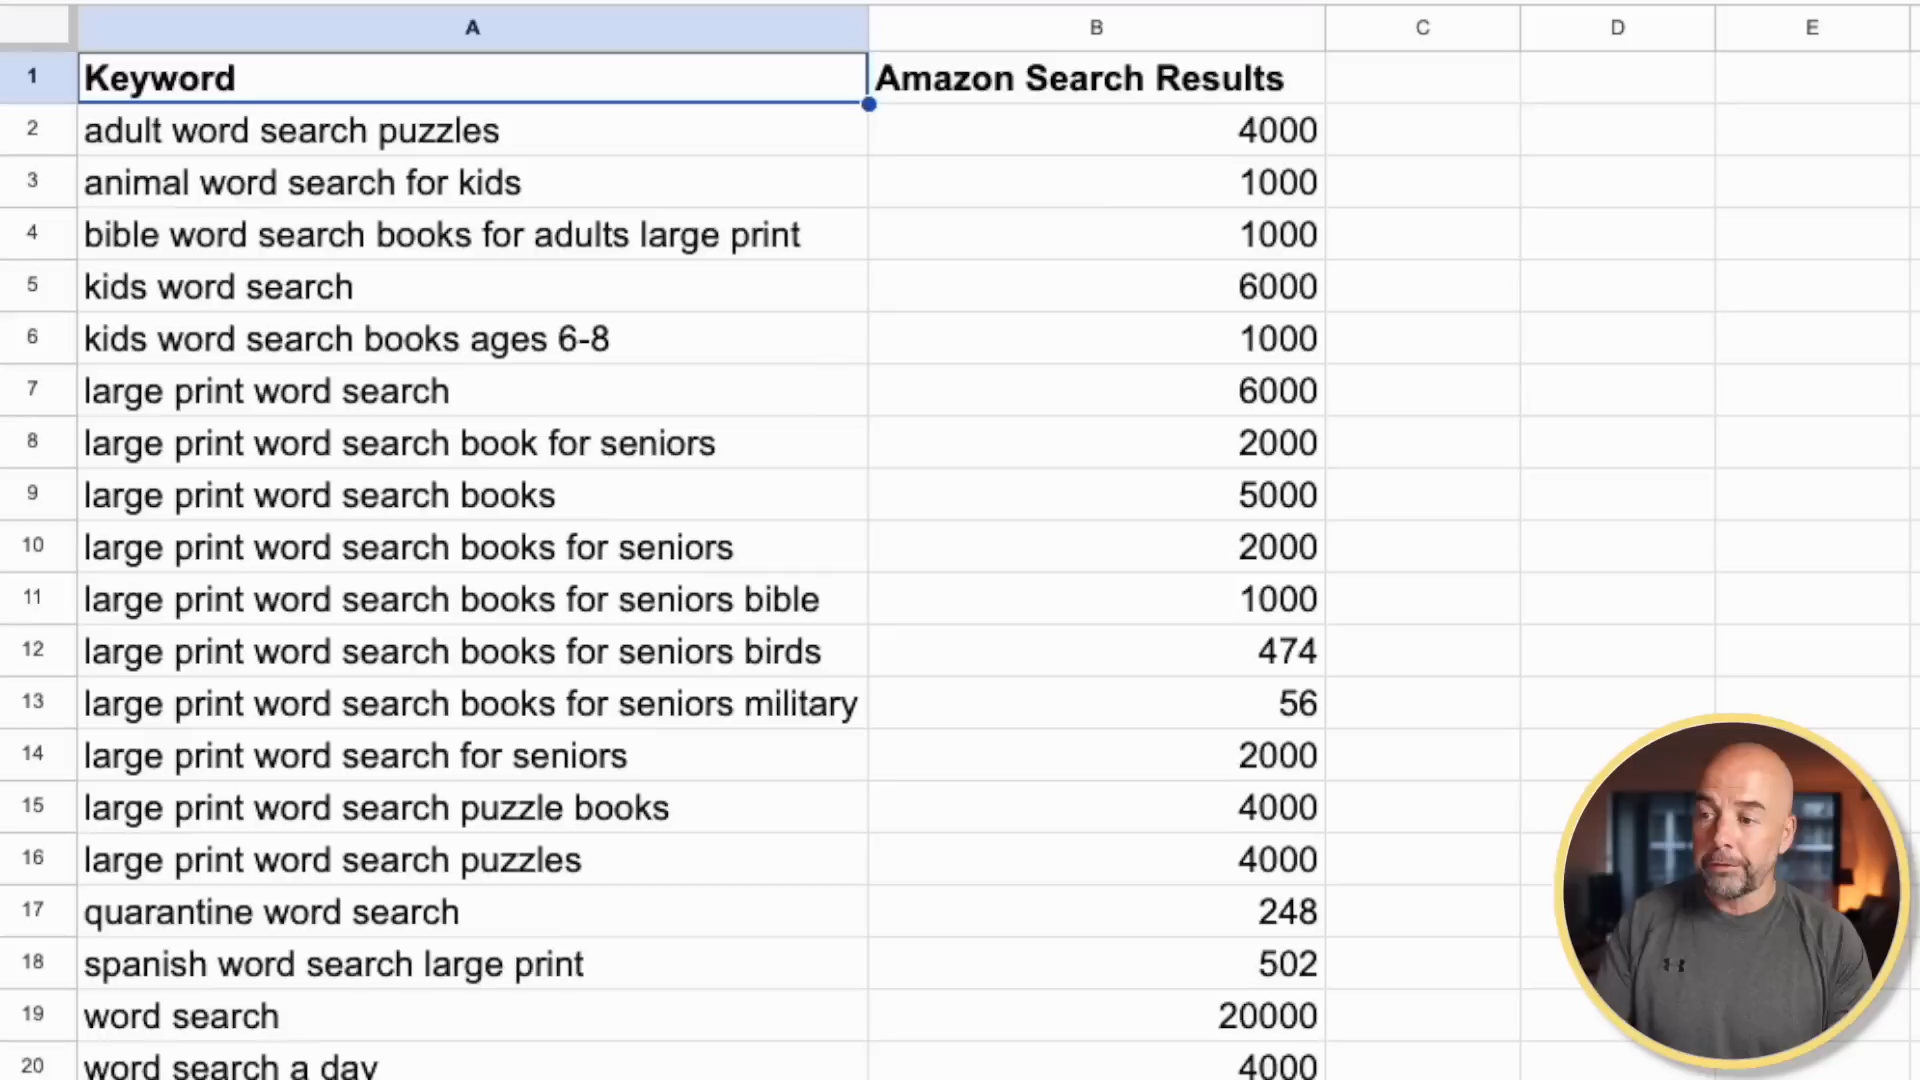 A B C D E
1 Keyword Amazon Search Results
2 adult word search puzzles 4000
3 animal word search for kids 1000
4 bible word search books for adults large print 1000
5 kids word search 6000
6 kids word search books ages 6-8 1000
7 large print word search 6000
8 large print word search book for seniors 2000
9 large print word search books 5000
10 large print word search books for seniors 2000
11 large print word search books for seniors bible 1000
12 large print word search books for seniors birds 474
13 large print word search books for seniors military 56
14 large print word search for seniors 2000
15 large print word search puzzle books 4000
16 large print word search puzzles 4000
17 quarantine word search 248
18 spanish word search large print 502
19 word search 20000
20 word search a day 4000